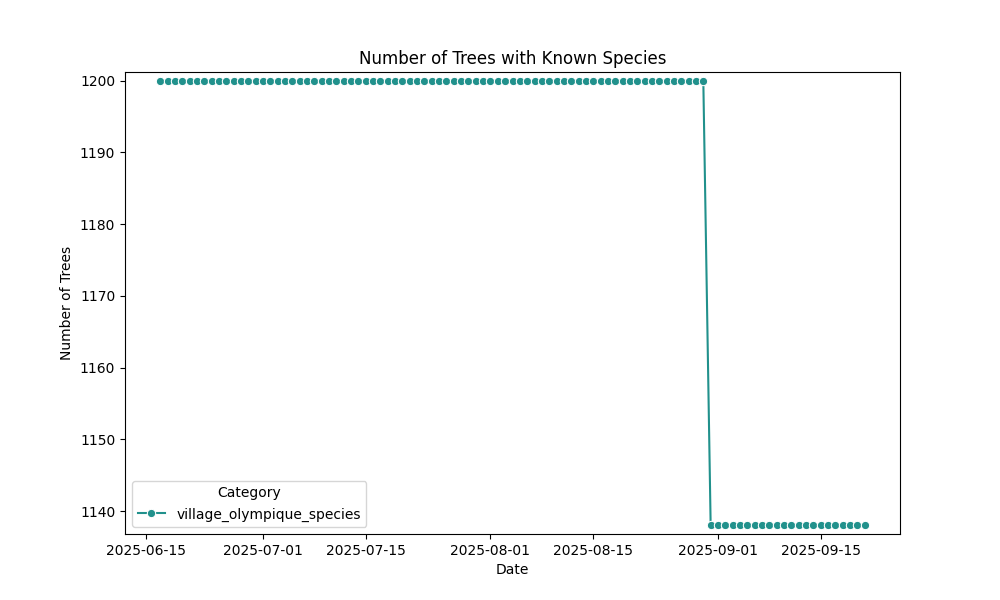 Number of Trees with Known Species
1200
1190
1180
1170
1160
1150
1140
Number of Trees
Category
village_olympique_species
2025-06-15
2025-07-01
2025-07-15
2025-08-01
2025-08-15
2025-09-01
2025-09-15
Date